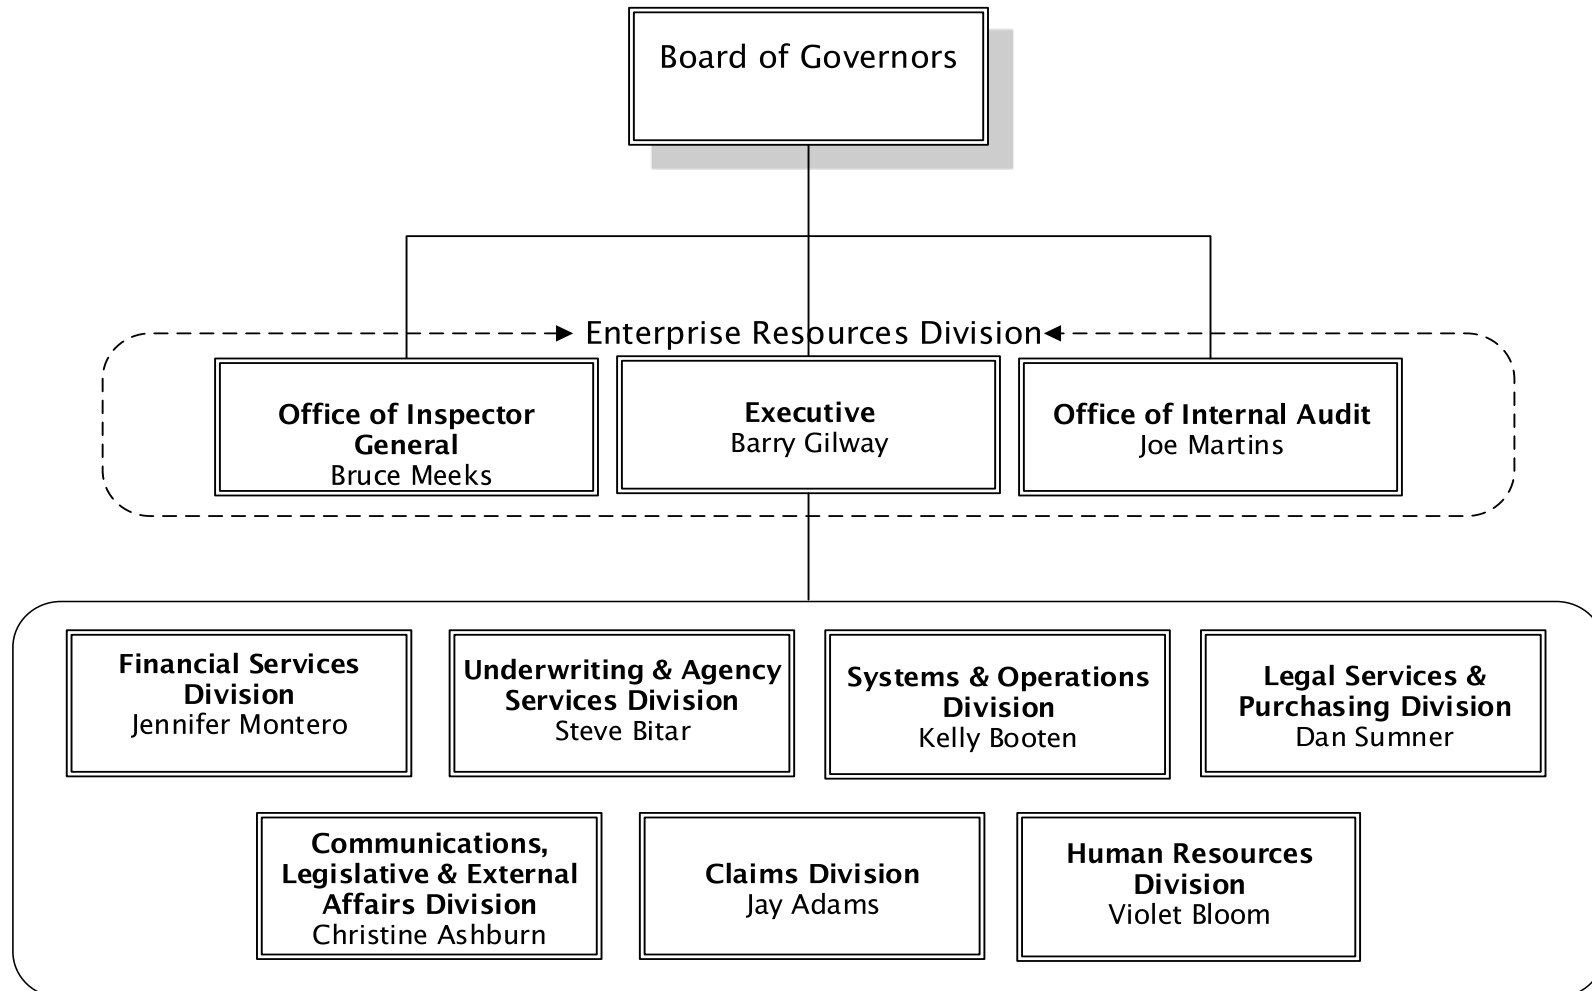 Board of Governors
Enterprise Resources Division
Office of Inspector
General
Bruce Meeks
Executive
Barry Gilway
Office of Internal Audit
Joe Martins
Financial Services
Division
Jennifer Montero
Underwriting & Agency
Services Division
Steve Bitar
Systems & Operations
Division
Kelly Booten
Legal Services &
Purchasing Division
Dan Sumner
Communications,
Legislative & External
Affairs Division
Christine Ashburn
Claims Division
Jay Adams
Human Resources
Division
Violet Bloom